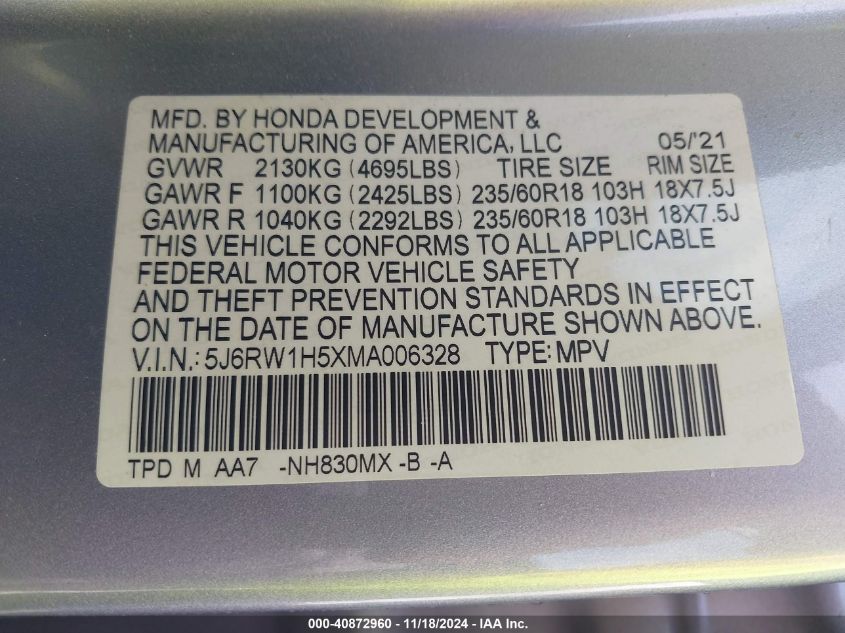 MFD. BY HONDA DEVELOPMENT &
MANUFACTURING OF AMERICA, LLC 05/'21
GVWR 2130KG (4695LBS) TIRE SIZE RIM SIZE
GAWR F 1100KG (2425LBS) 235/60R18 103H 18X7.5J
GAWR R 1040KG (2292LBS) 235/60R18 103H 18X7.5J
THIS VEHICLE CONFORMS TO ALL APPLICABLE
FEDERAL MOTOR VEHICLE SAFETY
AND THEFT PREVENTION STANDARDS IN EFFECT
ON THE DATE OF MANUFACTURE SHOWN ABOVE.
V.I.N.: 5J6RW1H5XMA006328 TYPE: MPV
TPD M AA7 -NH830MX -B -A
000-40872960 - 11/18/2024 - IAA Inc.